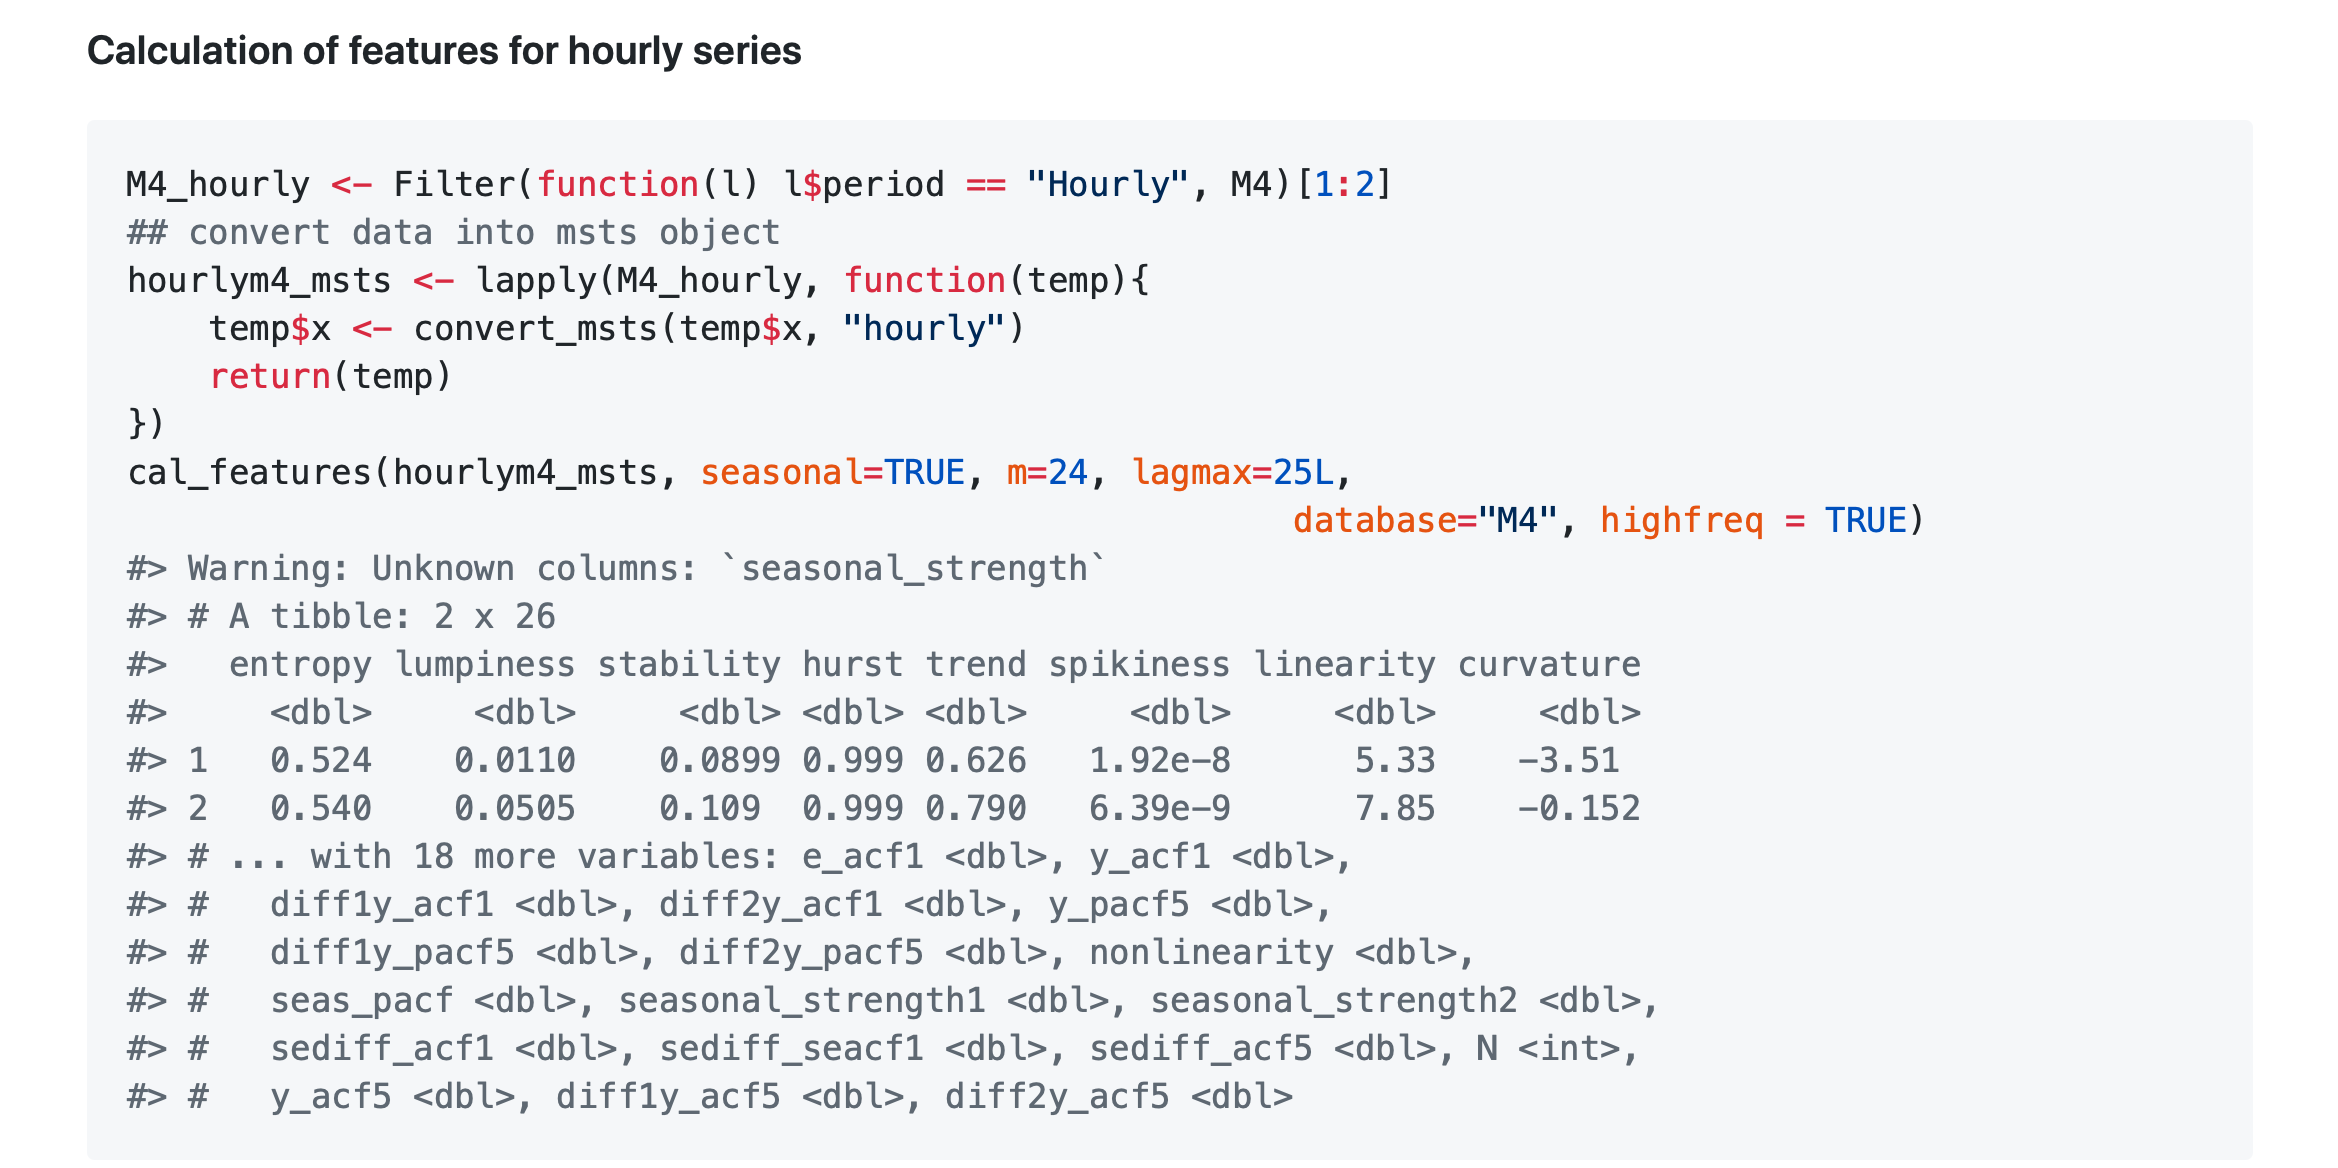 Calculation of features for hourly series
M4_hourly <- Filter(function(l) l$period == "Hourly", M4)[1:2]
## convert data into msts object
hourlym4_msts <- lapply(M4_hourly, function(temp){
    temp$x <- convert_msts(temp$x, "hourly")
    return(temp)
})
cal_features(hourlym4_msts, seasonal=TRUE, m=24, lagmax=25L,
                                                         database="M4", highfreq = TRUE)
#> Warning: Unknown columns: `seasonal_strength`
#> # A tibble: 2 x 26
#>   entropy lumpiness stability hurst trend spikiness linearity curvature
#>     <dbl>     <dbl>     <dbl> <dbl> <dbl>     <dbl>     <dbl>     <dbl>
#> 1   0.524    0.0110    0.0899 0.999 0.626   1.92e-8      5.33    -3.51
#> 2   0.540    0.0505    0.109  0.999 0.790   6.39e-9      7.85    -0.152
#> # ... with 18 more variables: e_acf1 <dbl>, y_acf1 <dbl>,
#> #   diff1y_acf1 <dbl>, diff2y_acf1 <dbl>, y_pacf5 <dbl>,
#> #   diff1y_pacf5 <dbl>, diff2y_pacf5 <dbl>, nonlinearity <dbl>,
#> #   seas_pacf <dbl>, seasonal_strength1 <dbl>, seasonal_strength2 <dbl>,
#> #   sediff_acf1 <dbl>, sediff_seacf1 <dbl>, sediff_acf5 <dbl>, N <int>,
#> #   y_acf5 <dbl>, diff1y_acf5 <dbl>, diff2y_acf5 <dbl>